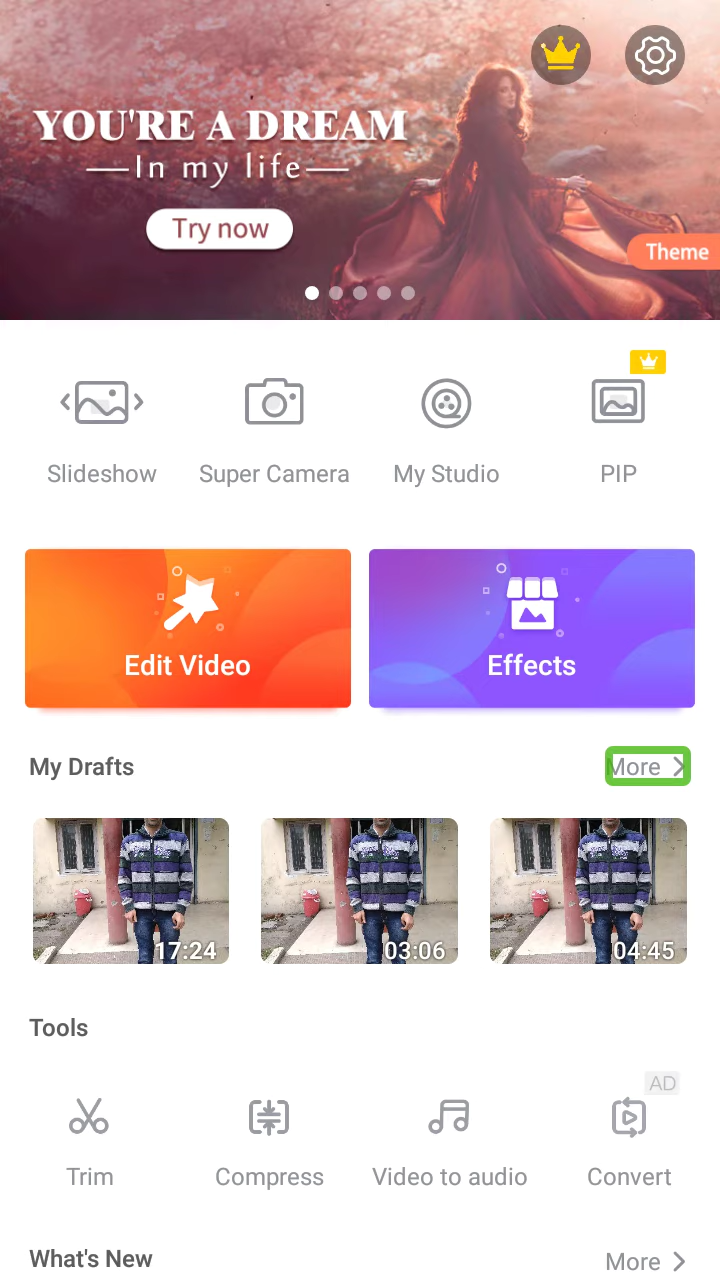 YOU'RE A DREAM
—In my life—
Try now
Theme
Slideshow
Super Camera
My Studio
PIP
Edit Video
Effects
My Drafts
More
17:24
03:06
04:45
Tools
AD
Trim
Compress
Video to audio
Convert
What's New
More